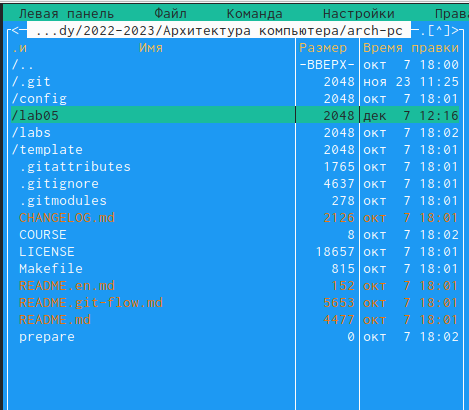 Левая панель Файл Команда Настройки Прав
<─ ...dy/2022-2023/Архитектура компьютера/arch-pc ─.[^]>
.и Имя Размер Время правки
/.. -ВВЕРХ- окт 7 18:00
/.git 2048 ноя 23 11:25
/config 2048 окт 7 18:01
/lab05 2048 дек 7 12:16
/labs 2048 окт 7 18:02
/template 2048 окт 7 18:01
.gitattributes 1765 окт 7 18:01
.gitignore 4637 окт 7 18:01
.gitmodules 278 окт 7 18:01
CHANGELOG.md 2126 окт 7 18:01
COURSE 8 окт 7 18:02
LICENSE 18657 окт 7 18:01
Makefile 815 окт 7 18:01
README.en.md 152 окт 7 18:01
README.git-flow.md 5653 окт 7 18:01
README.md 4477 окт 7 18:01
prepare 0 окт 7 18:02